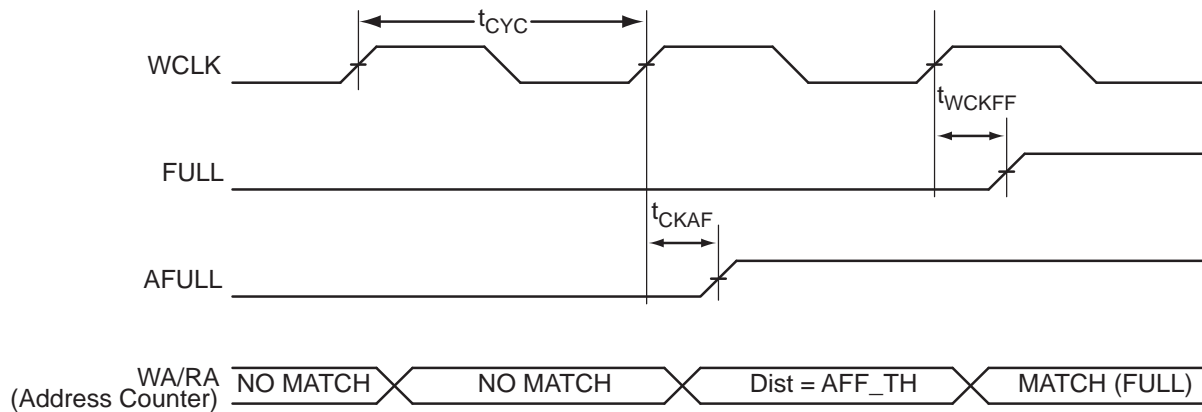 tCYC
WCLK
tWCKFF
FULL
tCKAF
AFULL
WA/RA
(Address Counter)
NO MATCH
NO MATCH
Dist = AFF_TH
MATCH (FULL)